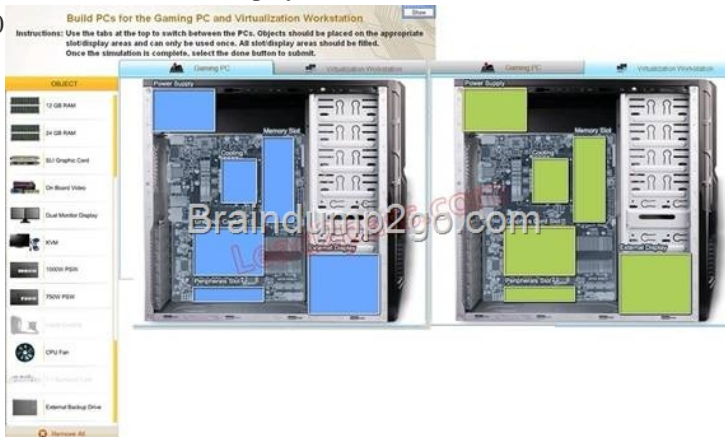 Build PCs for the Gaming PC and Virtualization Workstation
Show
Instructions: Use the tabs at the top to switch between the PCs. Objects should be placed on the appropriate
slot/display areas and can only be used once. All slot/display areas should be filled.
Once the simulation is complete, select the done button to submit.
OBJECT
12 GB RAM
24 GB RAM
SLI Graphic Card
On Board Video
Dual Monitor Display
KVM
1000W PSW
750W PSW
CPU Fan
External Backup Drive
Remove All
Gaming PC
Virtualization Workstation
Power Supply
Memory Slot
Cooling
External Display
Peripherals Slot
Gaming PC
Virtualization Workstation
Power Supply
Memory Slot
Cooling
External Display
Peripherals Slot
Braindump2go.com